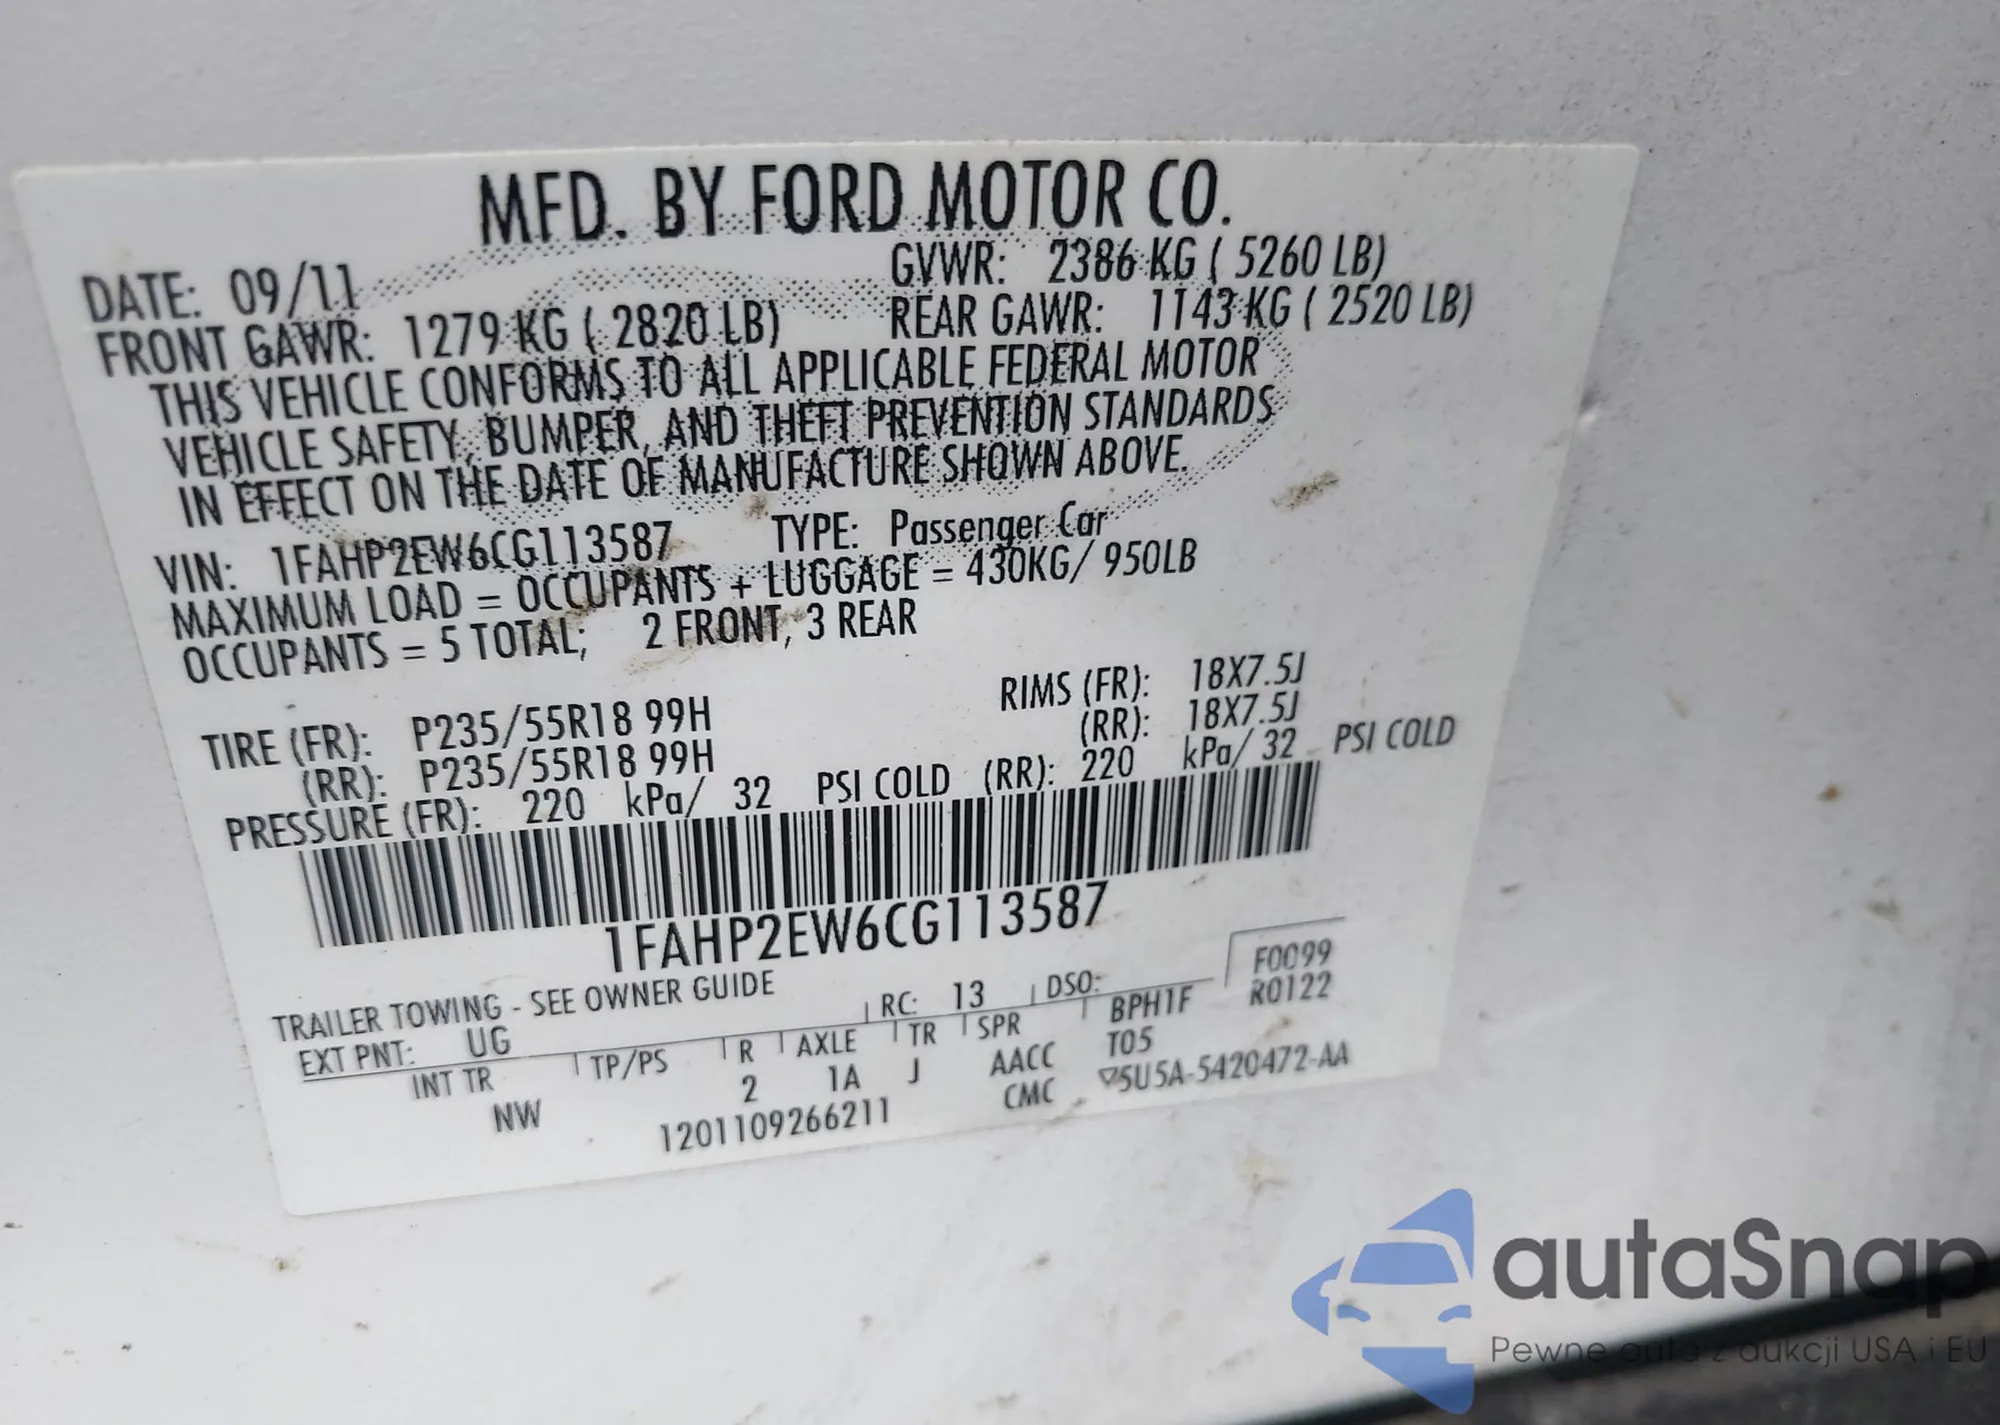 MFD. BY FORD MOTOR CO.
DATE: 09/11 GVWR: 2386 KG ( 5260 LB)
FRONT GAWR: 1279 KG ( 2820 LB) REAR GAWR: 1143 KG ( 2520 LB)
THIS VEHICLE CONFORMS TO ALL APPLICABLE FEDERAL MOTOR
VEHICLE SAFETY, BUMPER, AND THEFT PREVENTION STANDARDS
IN EFFECT ON THE DATE OF MANUFACTURE SHOWN ABOVE.
VIN: 1FAHP2EW6CG113587 TYPE: Passenger Car
MAXIMUM LOAD = OCCUPANTS + LUGGAGE = 430KG/ 950LB
OCCUPANTS = 5 TOTAL; 2 FRONT, 3 REAR
TIRE (FR): P235/55R18 99H RIMS (FR): 18X7.5J
(RR): P235/55R18 99H (RR): 18X7.5J
PRESSURE (FR): 220 kPa/ 32 PSI COLD (RR): 220 kPa/ 32 PSI COLD
1FAHP2EW6CG113587
TRAILER TOWING - SEE OWNER GUIDE F0099
EXT PNT: UG RC: 13 DSO: R0122
INT TR TP/PS R AXLE TR SPR BPH1F
NW 2 1A J AACC T05
1201109266211 CMC ▽5U5A-5420472-AA
autaSnap
Pewne auta z aukcji USA i EU